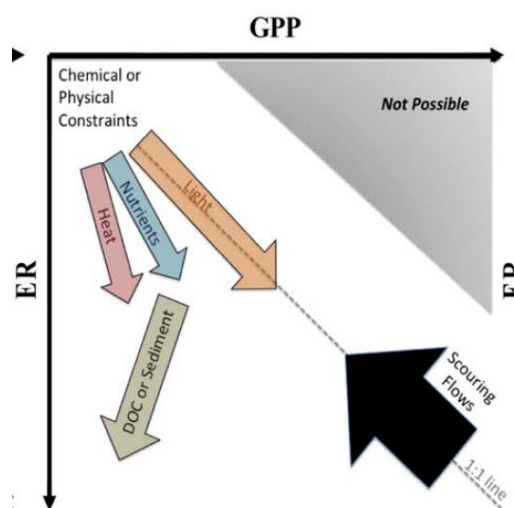 GPP
Chemical or
Physical
Constraints
Not Possible
Light
Nutrients
Heat
ER
DOC or Sediment
Scouring
Flows
1:1 line